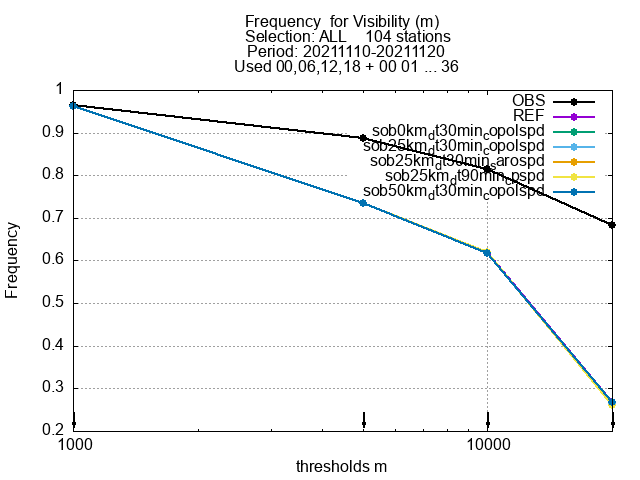 Frequency for Visibility (m)
Selection: ALL 104 stations
Period: 20211110-20211120
Used 00,06,12,18 + 00 01 ... 36
OBS
REF
sob0km_dt30min_copolspd
sob25km_dt30min_copolspd
sob25km_dt30min_sarospd
sob25km_dt90min_cpspd
sob50km_dt30min_copolspd
1
0.9
0.8
0.7
0.6
0.5
0.4
0.3
0.2
Frequency
1000
10000
thresholds m